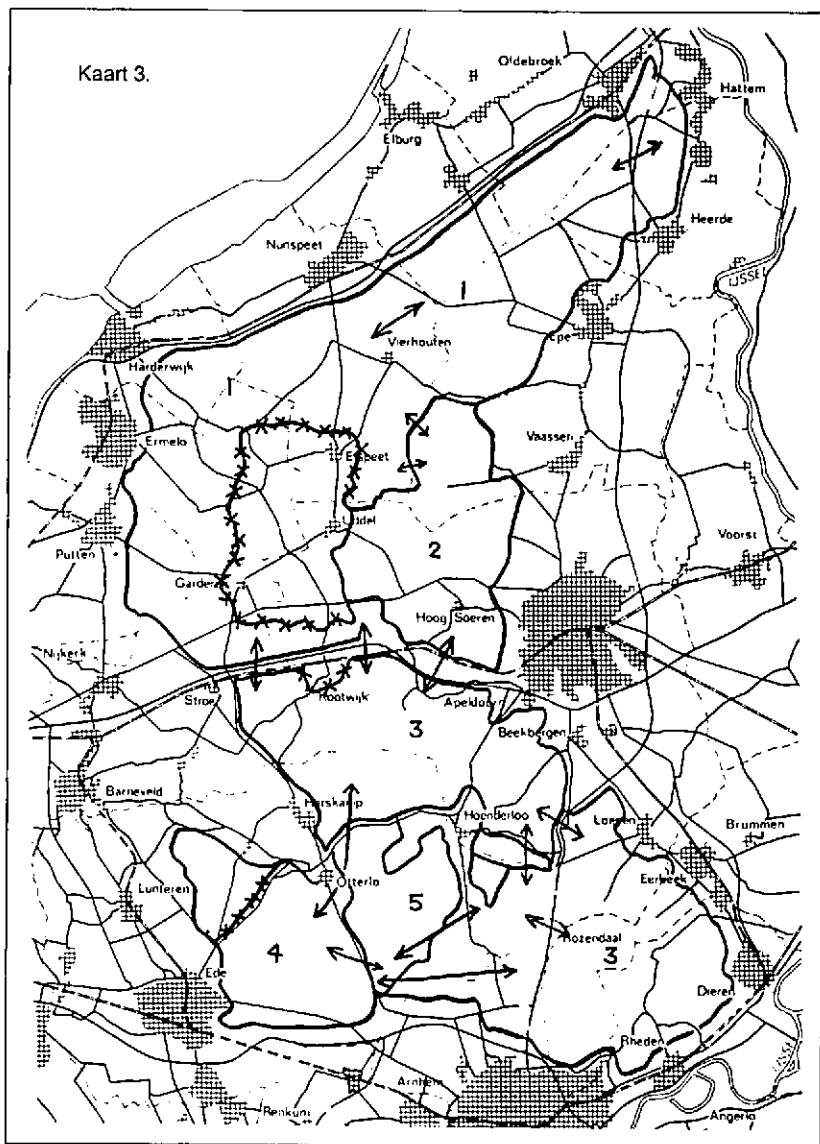 Kaart 3.
Oldebroek
Hattem
Elburg
Heerde
Nunspeet
IJSSEL
1
Epe
Vierhouten
Harderwijk
1
Ermelo
Elspeet
Vaassen
Uddel
Voorst
Putten
2
Garderen
Hoog Soeren
Nijkerk
Stroe
Kootwijk
Apeldoorn
3
Beekbergen
Barneveld
Harskamp
Hoenderloo
Loenen
Brummen
Otterlo
5
Eerbeek
Lunteren
Rozendaal
4
3
Ede
Dieren
Rheden
Arnhem
Renkum
Angerlo